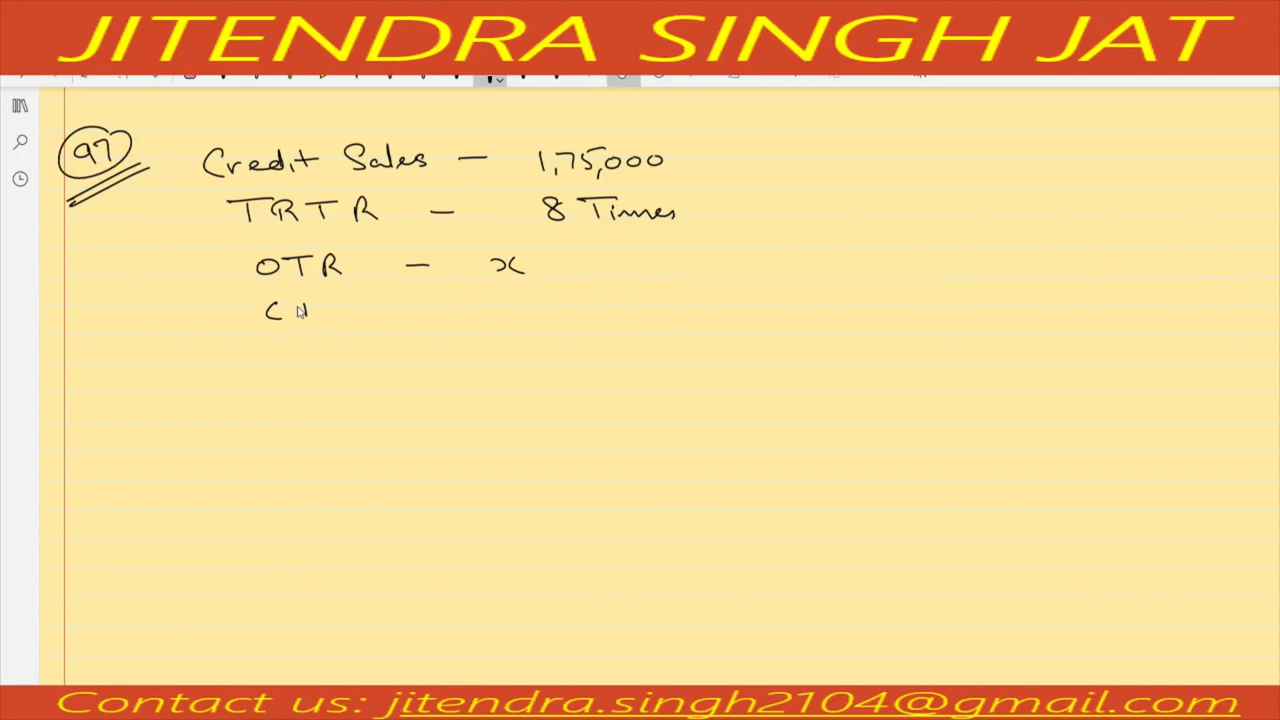 JITENDRA SINGH JAT
97 Credit Sales - 1,75,000
TRTR - 8 Times
OTR - x
C
Contact us: jitendra.singh2104@gmail.com